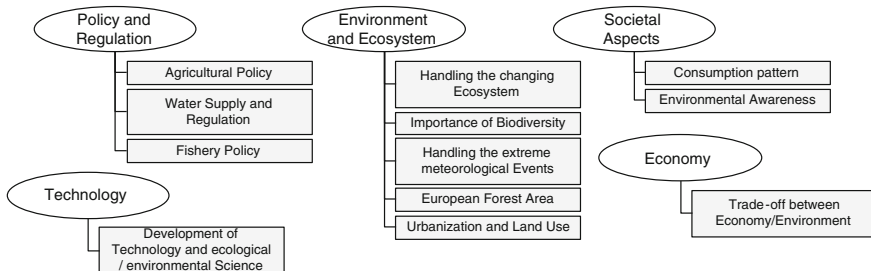 Policy and
Regulation
Agricultural Policy
Water Supply and
Regulation
Fishery Policy
Technology
Development of
Technology and ecological
/ environmental Science
Environment
and Ecosystem
Handling the changing
Ecosystem
Importance of Biodiversity
Handling the extreme
meteorological Events
European Forest Area
Urbanization and Land Use
Societal
Aspects
Consumption pattern
Environmental Awareness
Economy
Trade-off between
Economy/Environment